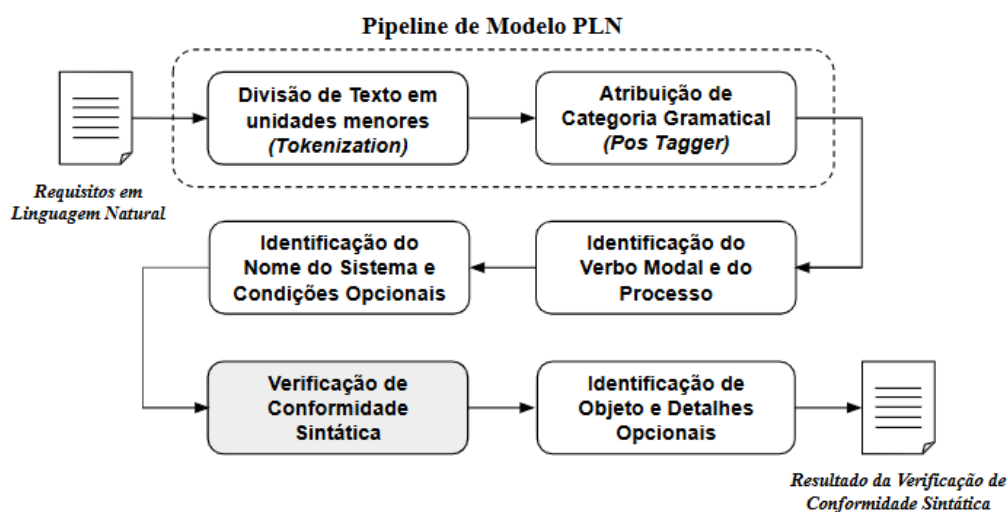 Pipeline de Modelo PLN
Divisão de Texto em
unidades menores
(Tokenization)
Atribuição de
Categoria Gramatical
(Pos Tagger)
Requisitos em
Linguagem Natural
Identificação do
Nome do Sistema e
Condições Opcionais
Identificação do
Verbo Modal e do
Processo
Verificação de
Conformidade
Sintática
Identificação de
Objeto e Detalhes
Opcionais
Resultado da Verificação de
Conformidade Sintática